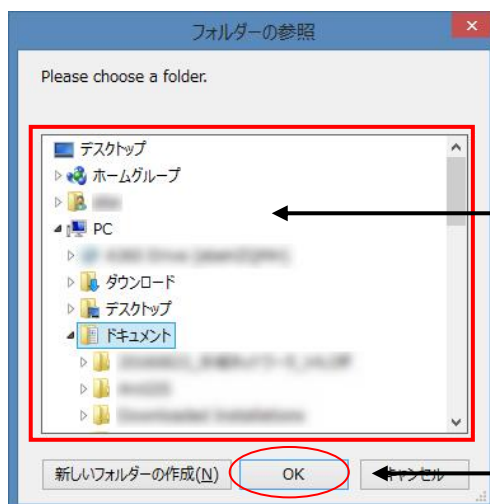 フォルダーの参照
Please choose a folder.
デスクトップ
ホームグループ
PC
ダウンロード
デスクトップ
ドキュメント
新しいフォルダーの作成(N)
OK
キャンセル